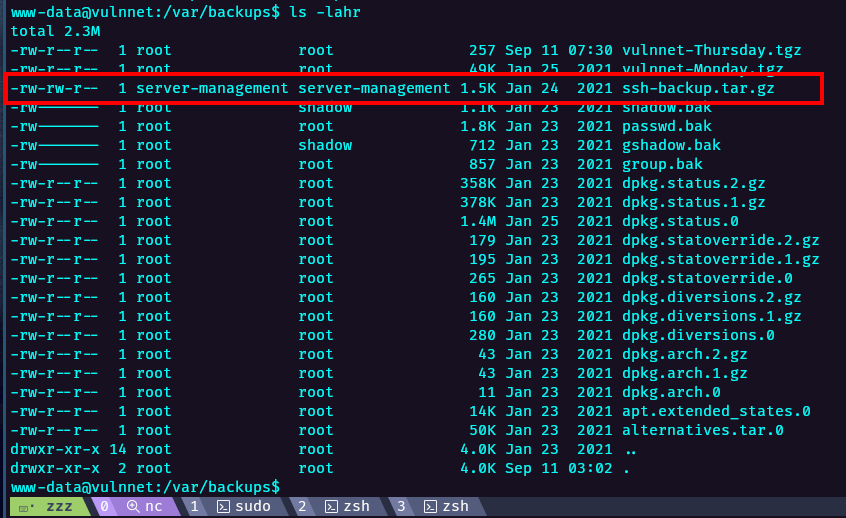 www-data@vulnnet:/var/backups$ ls -lahr
total 2.3M
-rw-r--r--  1 root              root               257 Sep 11 07:30 vulnnet-Thursday.tgz
-rw-r--r--  1 root              root               49K Jan 25  2021 vulnnet-Monday.tgz
-rw-rw-r--  1 server-management server-management 1.5K Jan 24  2021 ssh-backup.tar.gz
-rw-------  1 root              shadow            1.1K Jan 23  2021 shadow.bak
-rw-------  1 root              root              1.8K Jan 23  2021 passwd.bak
-rw-------  1 root              shadow             712 Jan 23  2021 gshadow.bak
-rw-------  1 root              root               857 Jan 23  2021 group.bak
-rw-r--r--  1 root              root              358K Jan 23  2021 dpkg.status.2.gz
-rw-r--r--  1 root              root              378K Jan 23  2021 dpkg.status.1.gz
-rw-r--r--  1 root              root              1.4M Jan 25  2021 dpkg.status.0
-rw-r--r--  1 root              root               179 Jan 23  2021 dpkg.statoverride.2.gz
-rw-r--r--  1 root              root               195 Jan 23  2021 dpkg.statoverride.1.gz
-rw-r--r--  1 root              root               265 Jan 23  2021 dpkg.statoverride.0
-rw-r--r--  1 root              root               160 Jan 23  2021 dpkg.diversions.2.gz
-rw-r--r--  1 root              root               160 Jan 23  2021 dpkg.diversions.1.gz
-rw-r--r--  1 root              root               280 Jan 23  2021 dpkg.diversions.0
-rw-r--r--  1 root              root                43 Jan 23  2021 dpkg.arch.2.gz
-rw-r--r--  1 root              root                43 Jan 23  2021 dpkg.arch.1.gz
-rw-r--r--  1 root              root                11 Jan 23  2021 dpkg.arch.0
-rw-r--r--  1 root              root               14K Jan 23  2021 apt.extended_states.0
-rw-r--r--  1 root              root               50K Jan 23  2021 alternatives.tar.0
drwxr-xr-x 14 root              root              4.0K Jan 23  2021 ..
drwxr-xr-x  2 root              root              4.0K Sep 11 03:02 .
www-data@vulnnet:/var/backups$
zzz 0 nc 1 sudo 2 zsh 3 zsh